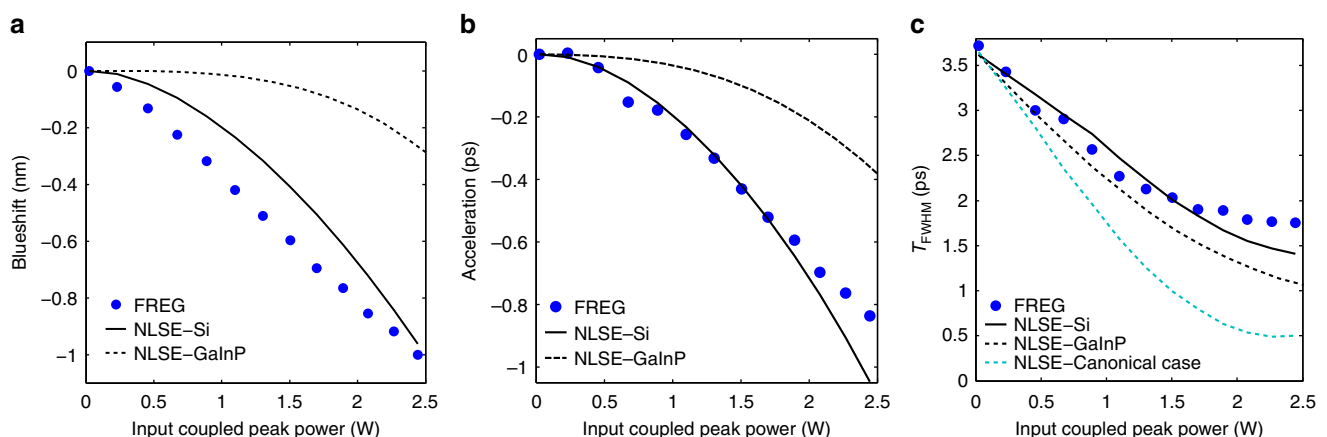 a
0
−0.2
−0.4
−0.6
−0.8
−1
Blueshift (nm)
FREG
NLSE–Si
NLSE–GaInP
0 0.5 1 1.5 2 2.5
Input coupled peak power (W)
b
0
−0.2
−0.4
−0.6
−0.8
−1
Acceleration (ps)
FREG
NLSE–Si
NLSE–GaInP
0 0.5 1 1.5 2 2.5
Input coupled peak power (W)
c
3.5
3
2.5
2
1.5
1
0.5
0
T_FWHM (ps)
FREG
NLSE–Si
NLSE–GaInP
NLSE–Canonical case
0 0.5 1 1.5 2 2.5
Input coupled peak power (W)